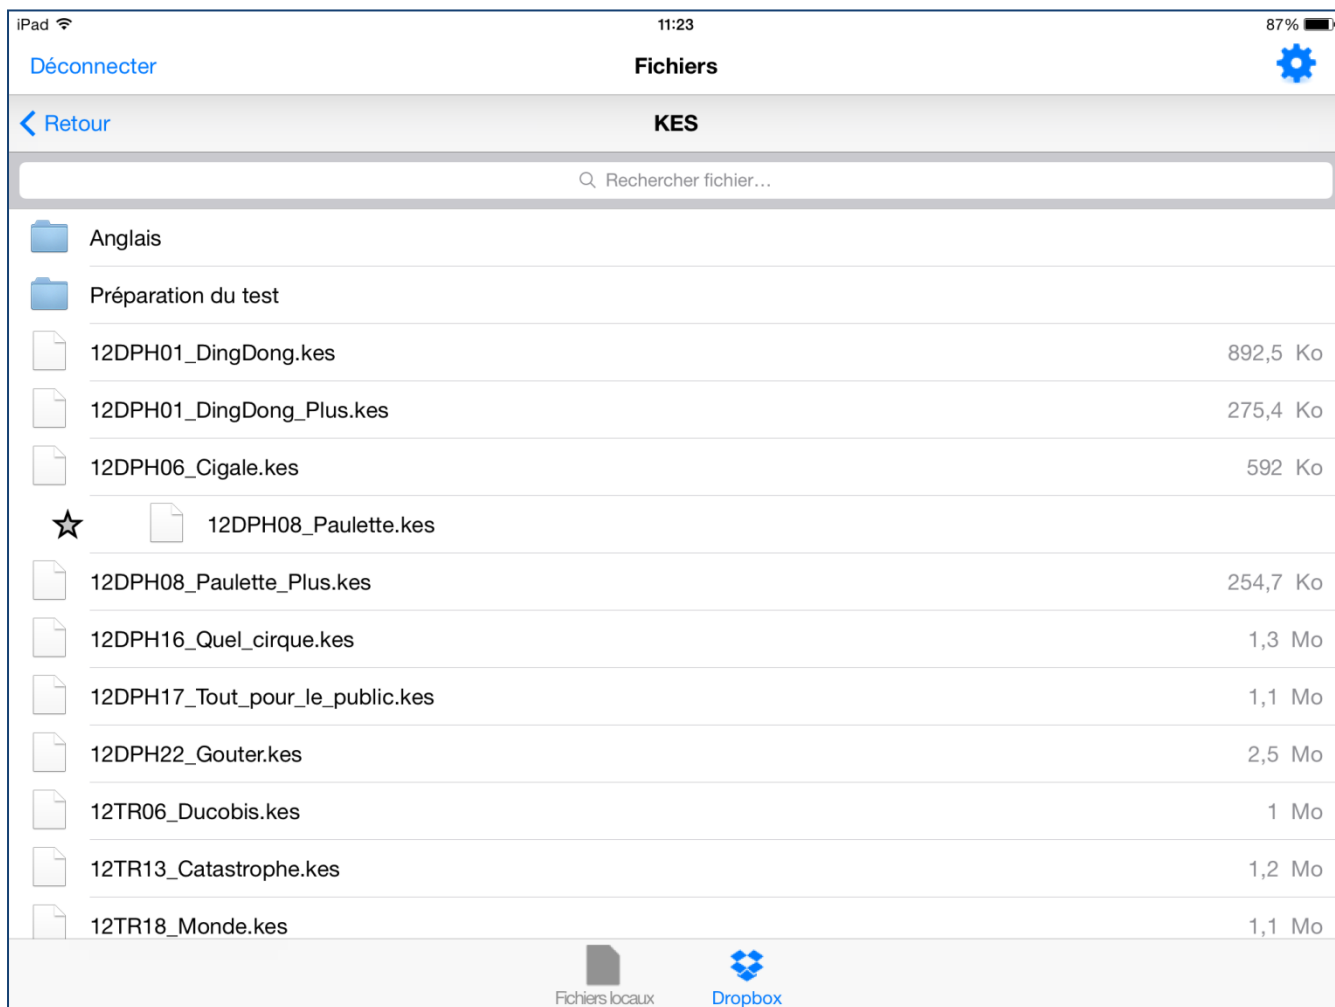 iPad 11:23 87%
Déconnecter Fichiers
Retour KES
Rechercher fichier...
Anglais
Préparation du test
12DPH01_DingDong.kes 892,5 Ko
12DPH01_DingDong_Plus.kes 275,4 Ko
12DPH06_Cigale.kes 592 Ko
12DPH08_Paulette.kes
12DPH08_Paulette_Plus.kes 254,7 Ko
12DPH16_Quel_cirque.kes 1,3 Mo
12DPH17_Tout_pour_le_public.kes 1,1 Mo
12DPH22_Gouter.kes 2,5 Mo
12TR06_Ducobis.kes 1 Mo
12TR13_Catastrophe.kes 1,2 Mo
12TR18_Monde.kes 1,1 Mo
Fichiers locaux Dropbox